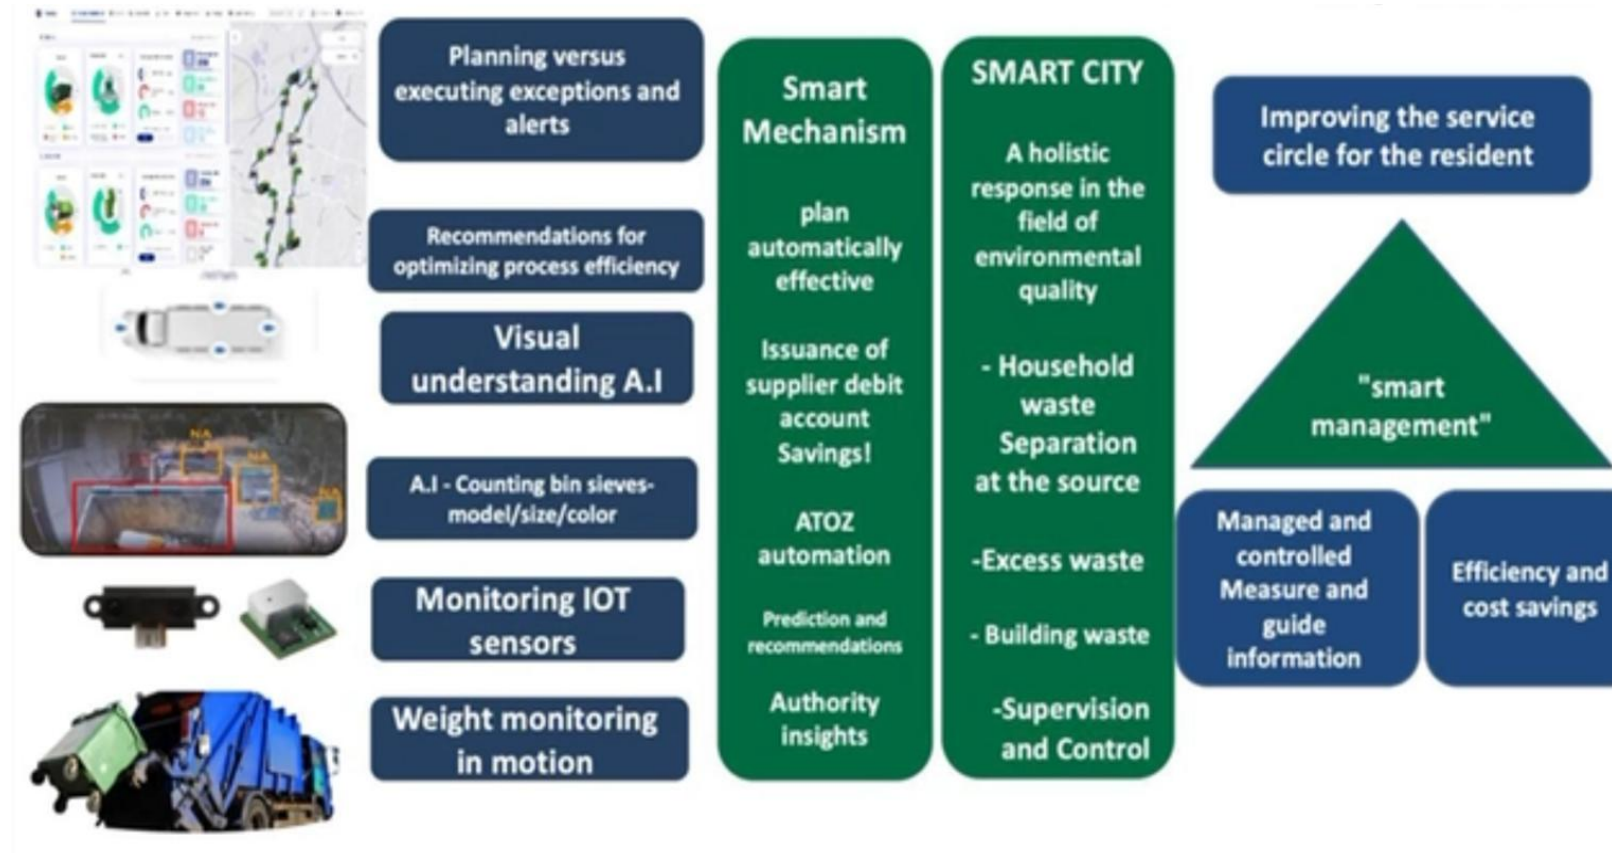 Planning versus
executing exceptions and
alerts
Recommendations for
optimizing process efficiency
Visual
understanding A.I
NA
NA
NA
A.I - Counting bin sieves-
model/size/color
Monitoring IOT
sensors
Weight monitoring
in motion
Smart
Mechanism
plan
automatically
effective
Issuance of
supplier debit
account
Savings!
ATOZ
automation
Prediction and
recommendations
Authority
insights
SMART CITY
A holistic
response in the
field of
environmental
quality
- Household
waste
Separation
at the source
-Excess waste
- Building waste
-Supervision
and Control
Improving the service
circle for the resident
"smart
management"
Managed and
controlled
Measure and
guide
information
Efficiency and
cost savings